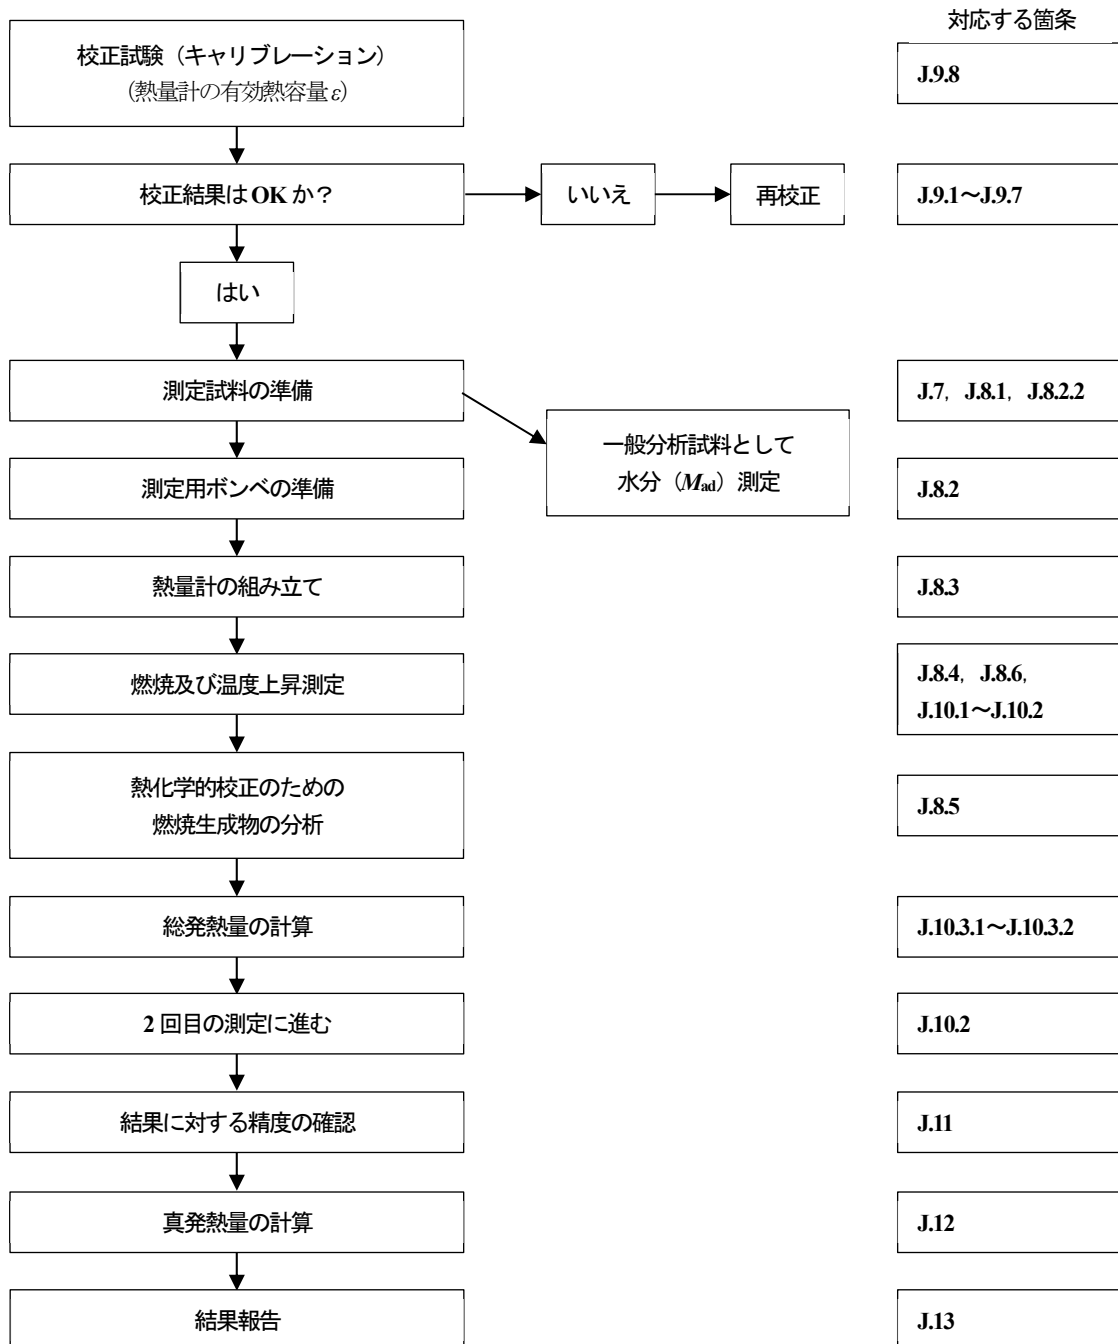 対応する箇条
校正試験（キャリブレーション）
（熱量計の有効熱容量ε）
J.9.8
校正結果は OK か？
いいえ
再校正
J.9.1～J.9.7
はい
測定試料の準備
J.7，J.8.1，J.8.2.2
一般分析試料として
水分（Mad）測定
測定用ボンベの準備
J.8.2
熱量計の組み立て
J.8.3
燃焼及び温度上昇測定
J.8.4，J.8.6，
J.10.1～J.10.2
熱化学的校正のための
燃焼生成物の分析
J.8.5
総発熱量の計算
J.10.3.1～J.10.3.2
2 回目の測定に進む
J.10.2
結果に対する精度の確認
J.11
真発熱量の計算
J.12
結果報告
J.13